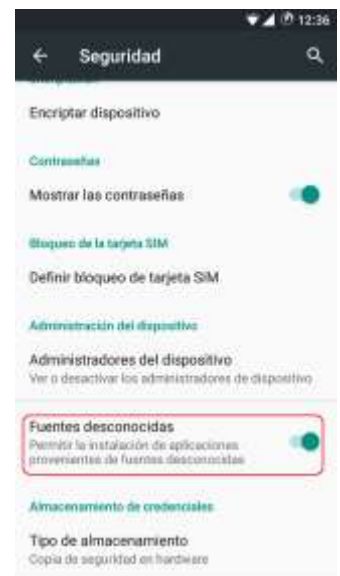 12:36
Seguridad
Encriptar dispositivo
Contraseñas
Mostrar las contraseñas
Bloqueo de la tarjeta SIM
Definir bloqueo de tarjeta SIM
Administración del dispositivo
Administradores del dispositivo
Ver o desactivar los administradores de dispositivo
Fuentes desconocidas
Permitir la instalación de aplicaciones
provenientes de fuentes desconocidas
Almacenamiento de credenciales
Tipo de almacenamiento
Copia de seguridad en hardware